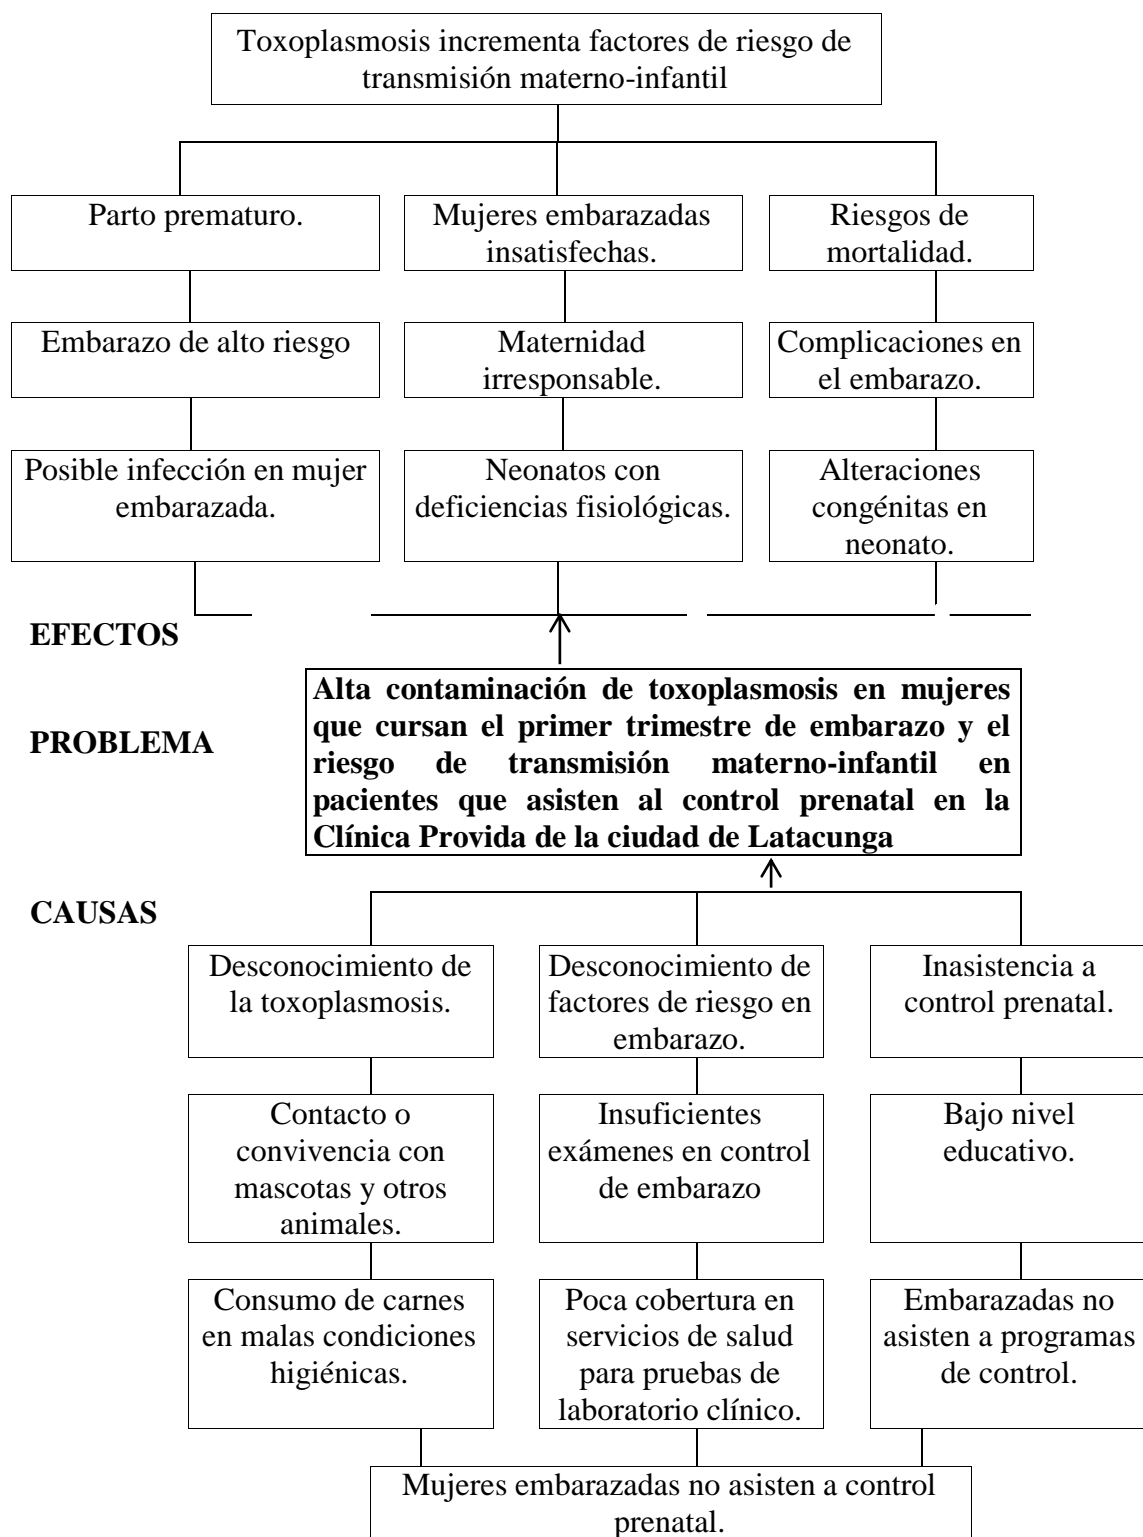 Toxoplasmosis incrementa factores de riesgo de
transmisión materno-infantil
Parto prematuro.
Mujeres embarazadas
insatisfechas.
Riesgos de
mortalidad.
Embarazo de alto riesgo
Maternidad
irresponsable.
Complicaciones en
el embarazo.
Posible infección en mujer
embarazada.
Neonatos con
deficiencias fisiológicas.
Alteraciones
congénitas en
neonato.
EFECTOS
PROBLEMA
Alta contaminación de toxoplasmosis en mujeres
que cursan el primer trimestre de embarazo y el
riesgo de transmisión materno-infantil en
pacientes que asisten al control prenatal en la
Clínica Provida de la ciudad de Latacunga
CAUSAS
Desconocimiento de
la toxoplasmosis.
Desconocimiento de
factores de riesgo en
embarazo.
Inasistencia a
control prenatal.
Contacto o
convivencia con
mascotas y otros
animales.
Insuficientes
exámenes en control
de embarazo
Bajo nivel
educativo.
Consumo de carnes
en malas condiciones
higiénicas.
Poca cobertura en
servicios de salud
para pruebas de
laboratorio clínico.
Embarazadas no
asisten a programas
de control.
Mujeres embarazadas no asisten a control
prenatal.